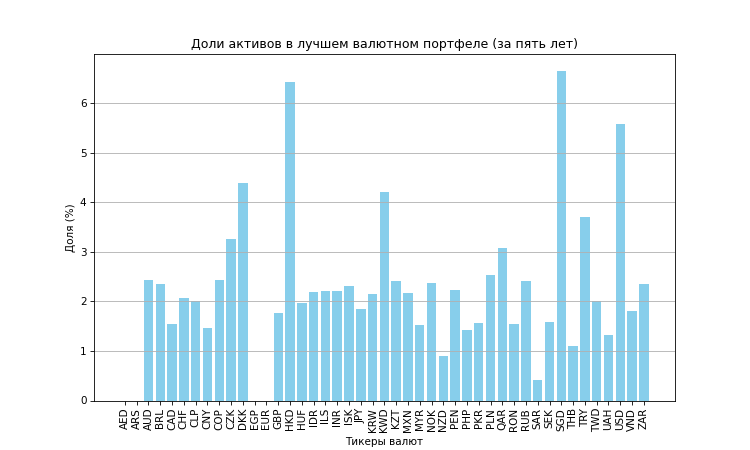 Доли активов в лучшем валютном портфеле (за пять лет)
Доля (%)
6
5
4
3
2
1
0
AED ARS AUD BRL CAD CHF CLP CNY COP CZK DKK EGP EUR GBP HKD HUF IDR ILS INR ISK JPY KRW KWD KZT MXN MYR NOK NZD PEN PHP PKR PLN QAR RON RUB SAR SEK SGD THB TRY TWD UAH USD VND ZAR
Тикеры валют